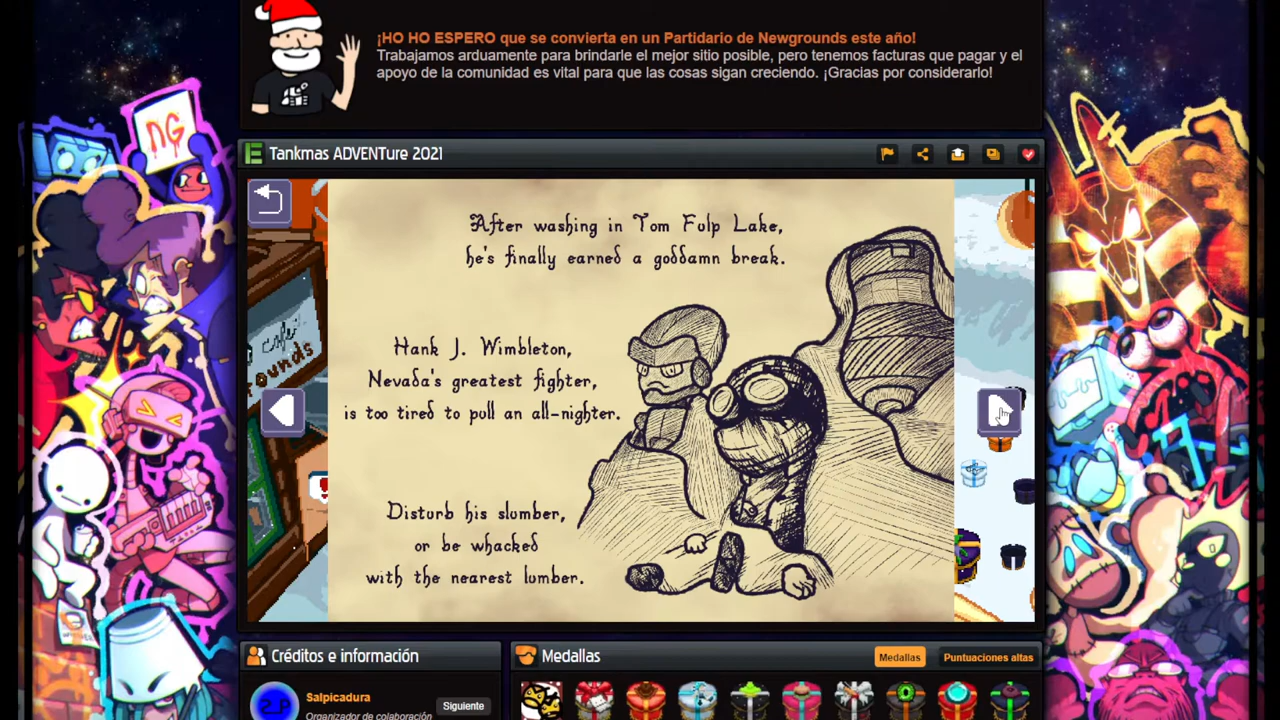 ¡HO HO ESPERO que se convierta en un Partidario de Newgrounds este año!
Trabajamos arduamente para brindarle el mejor sitio posible, pero tenemos facturas que pagar y el
apoyo de la comunidad es vital para que las cosas sigan creciendo. ¡Gracias por considerarlo!
NG
E
Tankmas ADVENTure 2021
After washing in Tom Fulp Lake,
he's finally earned a goddamn break.
cafe
rounds
Hank J. Wimbleton,
Nevada's greatest fighter,
is too tired to pull an all-nighter.
Disturb his slumber,
or be whacked
with the nearest lumber.
Créditos e información
Medallas
Medallas
Puntuaciones altas
Salpicadura
Organizador de colaboración
Siguiente